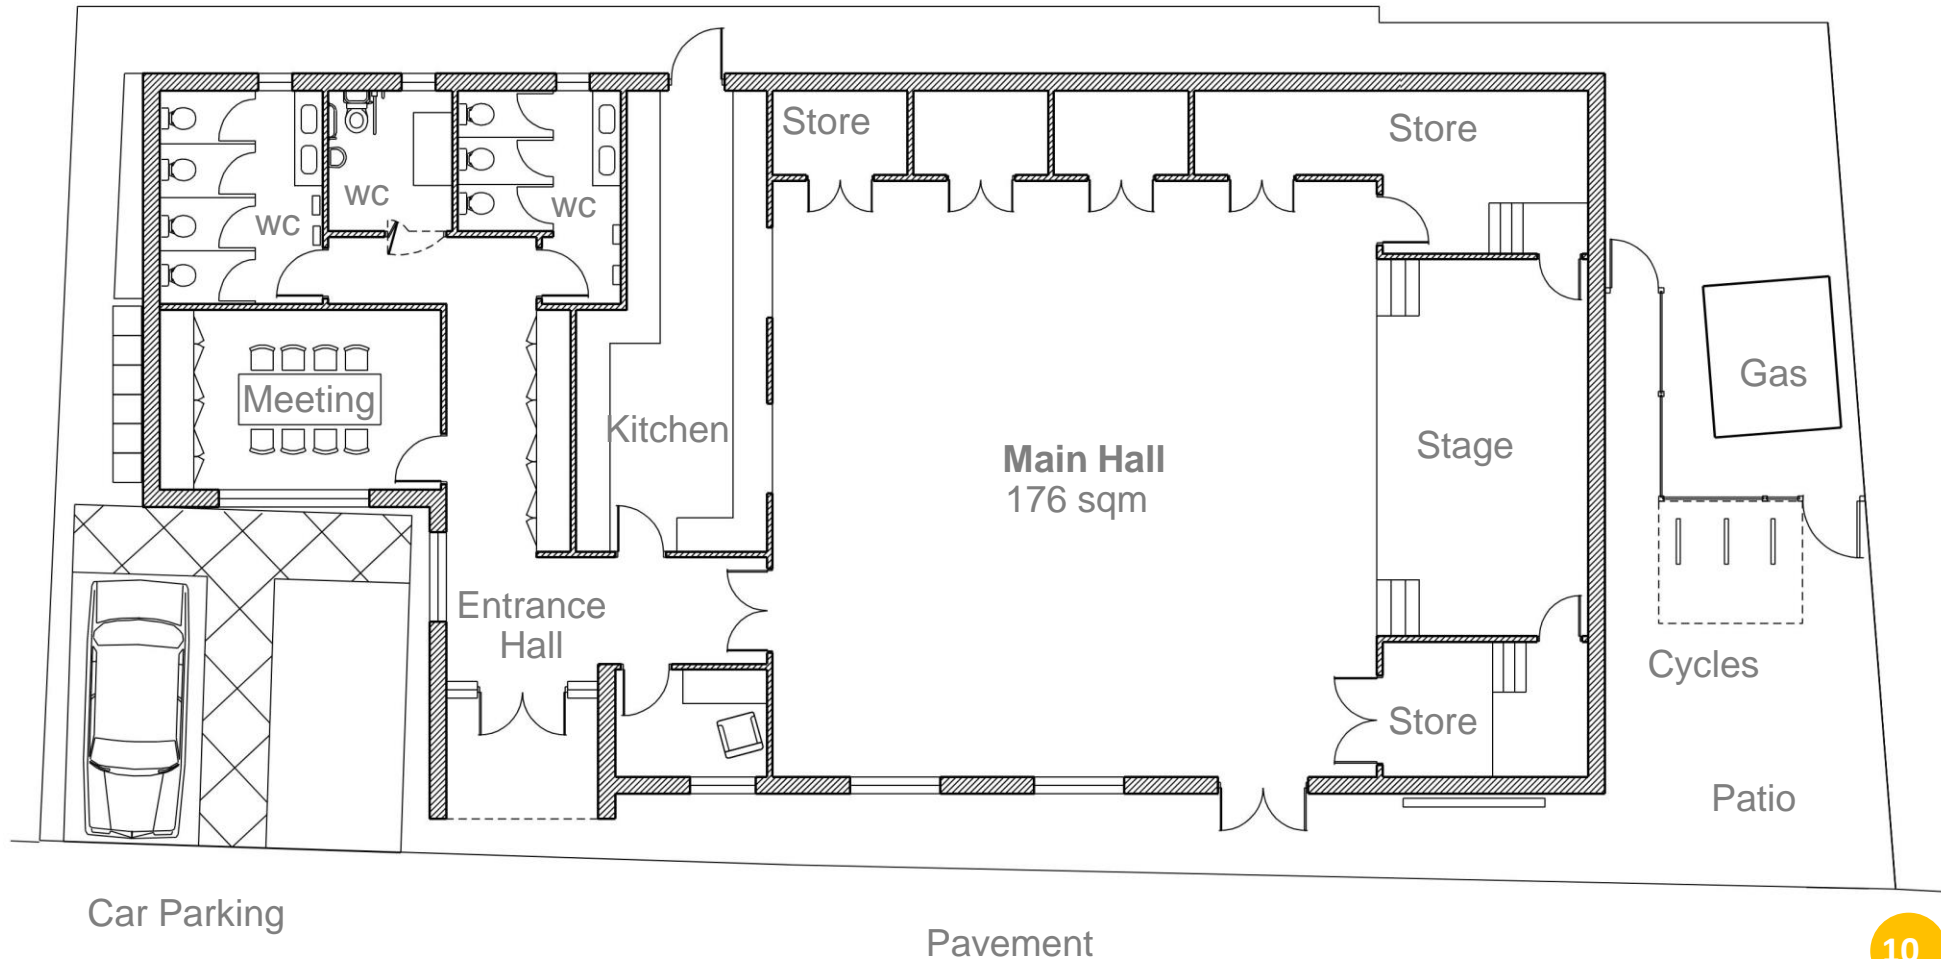 Store
Store
wc
wc
wc
Gas
Meeting
Kitchen
Main Hall
176 sqm
Stage
Entrance
Hall
Cycles
Store
Patio
Car Parking
Pavement
10